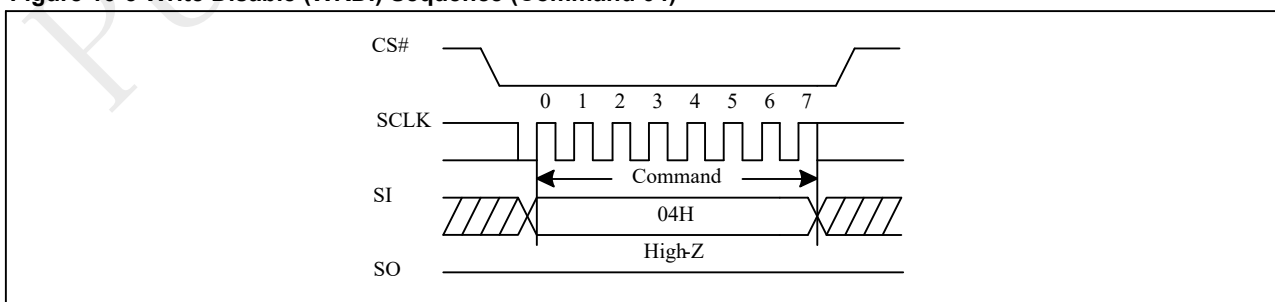 Figure 10-3 Write Disable (WRDI) Sequence (Command 04)
CS#
0 1 2 3 4 5 6 7
SCLK
Command
SI
04H
High-Z
SO